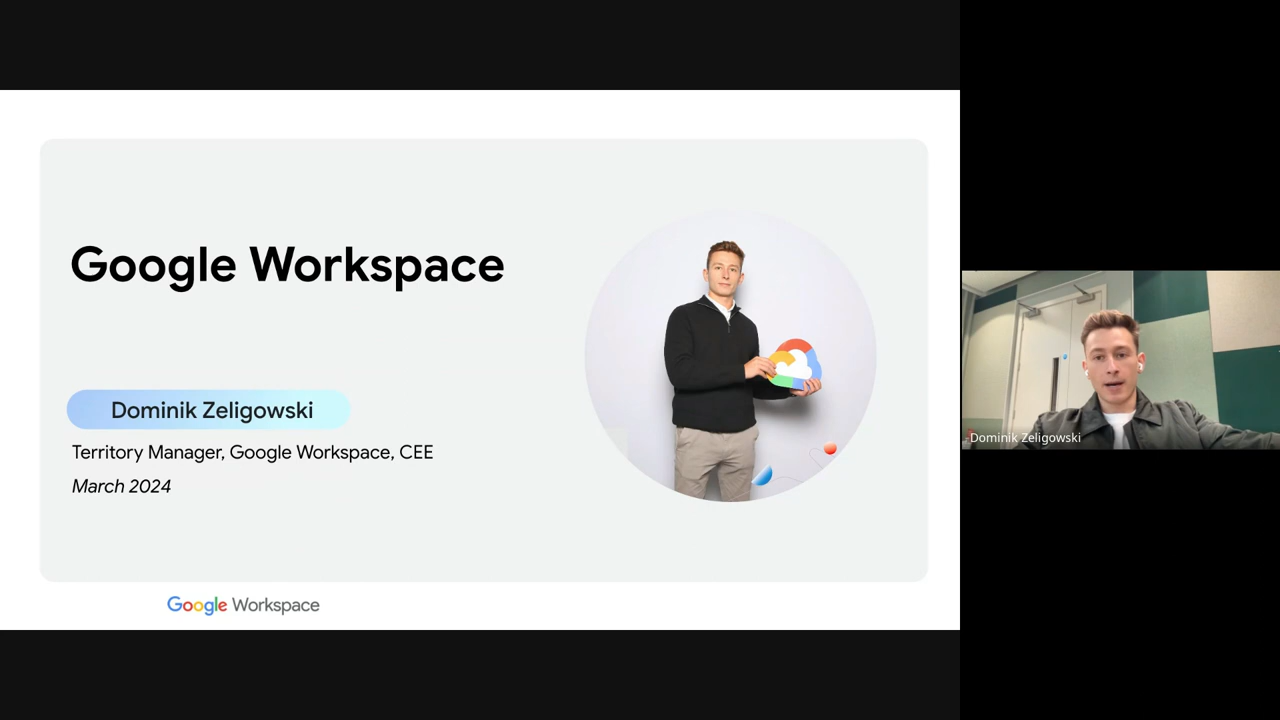 Google Workspace
Dominik Zeligowski
Territory Manager, Google Workspace, CEE
March 2024
Google Workspace
Dominik Zeligowski